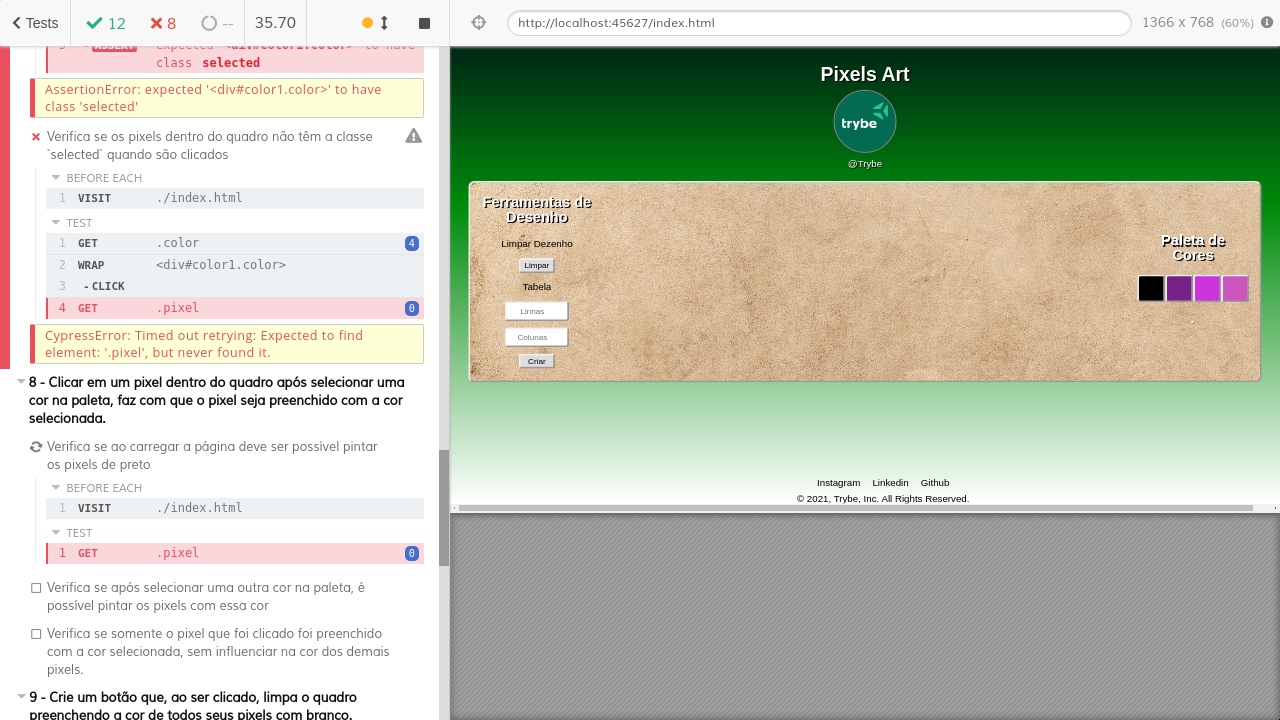 Tests
12
8
--
35.70
http://localhost:45627/index.html
1366 x 768 (60%)
3 - ASSERT expected <div#color1.color> to have
class selected
AssertionError: expected '<div#color1.color>' to have
class 'selected'
Verifica se os pixels dentro do quadro não têm a classe
`selected` quando são clicados
BEFORE EACH
1 VISIT ./index.html
TEST
1 GET .color 4
2 WRAP <div#color1.color>
3 - CLICK
4 GET .pixel 0
CypressError: Timed out retrying: Expected to find
element: '.pixel', but never found it.
8 - Clicar em um pixel dentro do quadro após selecionar uma
cor na paleta, faz com que o pixel seja preenchido com a cor
selecionada.
Verifica se ao carregar a página deve ser possível pintar
os pixels de preto
BEFORE EACH
1 VISIT ./index.html
TEST
1 GET .pixel 0
Verifica se após selecionar uma outra cor na paleta, é
possível pintar os pixels com essa cor
Verifica se somente o pixel que foi clicado foi preenchido
com a cor selecionada, sem influenciar na cor dos demais
pixels.
9 - Crie um botão que, ao ser clicado, limpa o quadro
preenchendo a cor de todos seus pixels com branco.
Pixels Art
trybe
@Trybe
Ferramentas de
Desenho
Limpar Dezenho
Limpar
Tabela
Linhas
Colunas
Criar
Paleta de
Cores
Instagram Linkedin Github
© 2021, Trybe, Inc. All Rights Reserved.